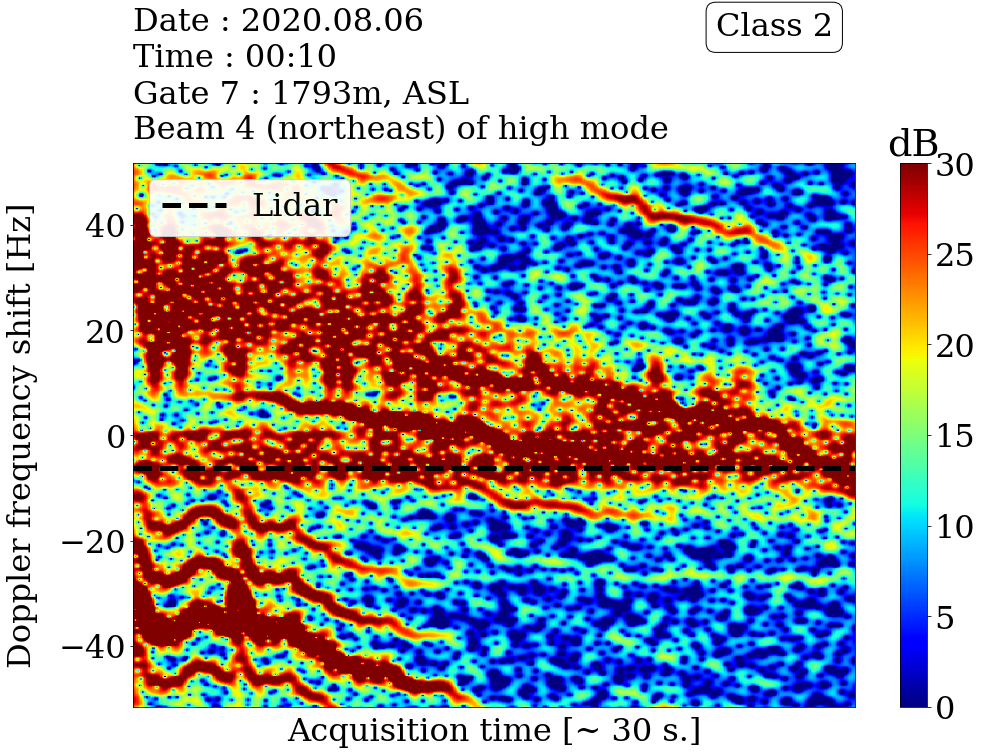 Date : 2020.08.06
Time : 00:10
Gate 7 : 1793m, ASL
Beam 4 (northeast) of high mode
Class 2
dB
Lidar
Doppler frequency shift [Hz]
40
20
0
−20
−40
Acquisition time [~ 30 s.]
30
25
20
15
10
5
0